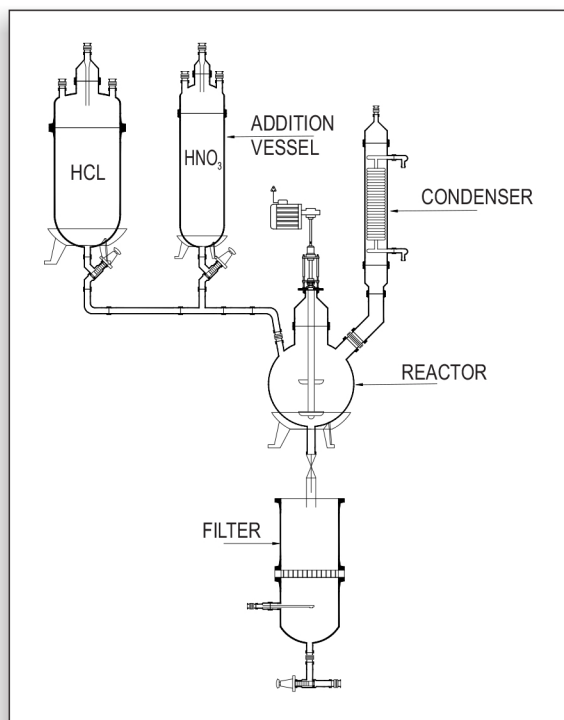 HCL
HNO₃
ADDITION
VESSEL
CONDENSER
REACTOR
FILTER